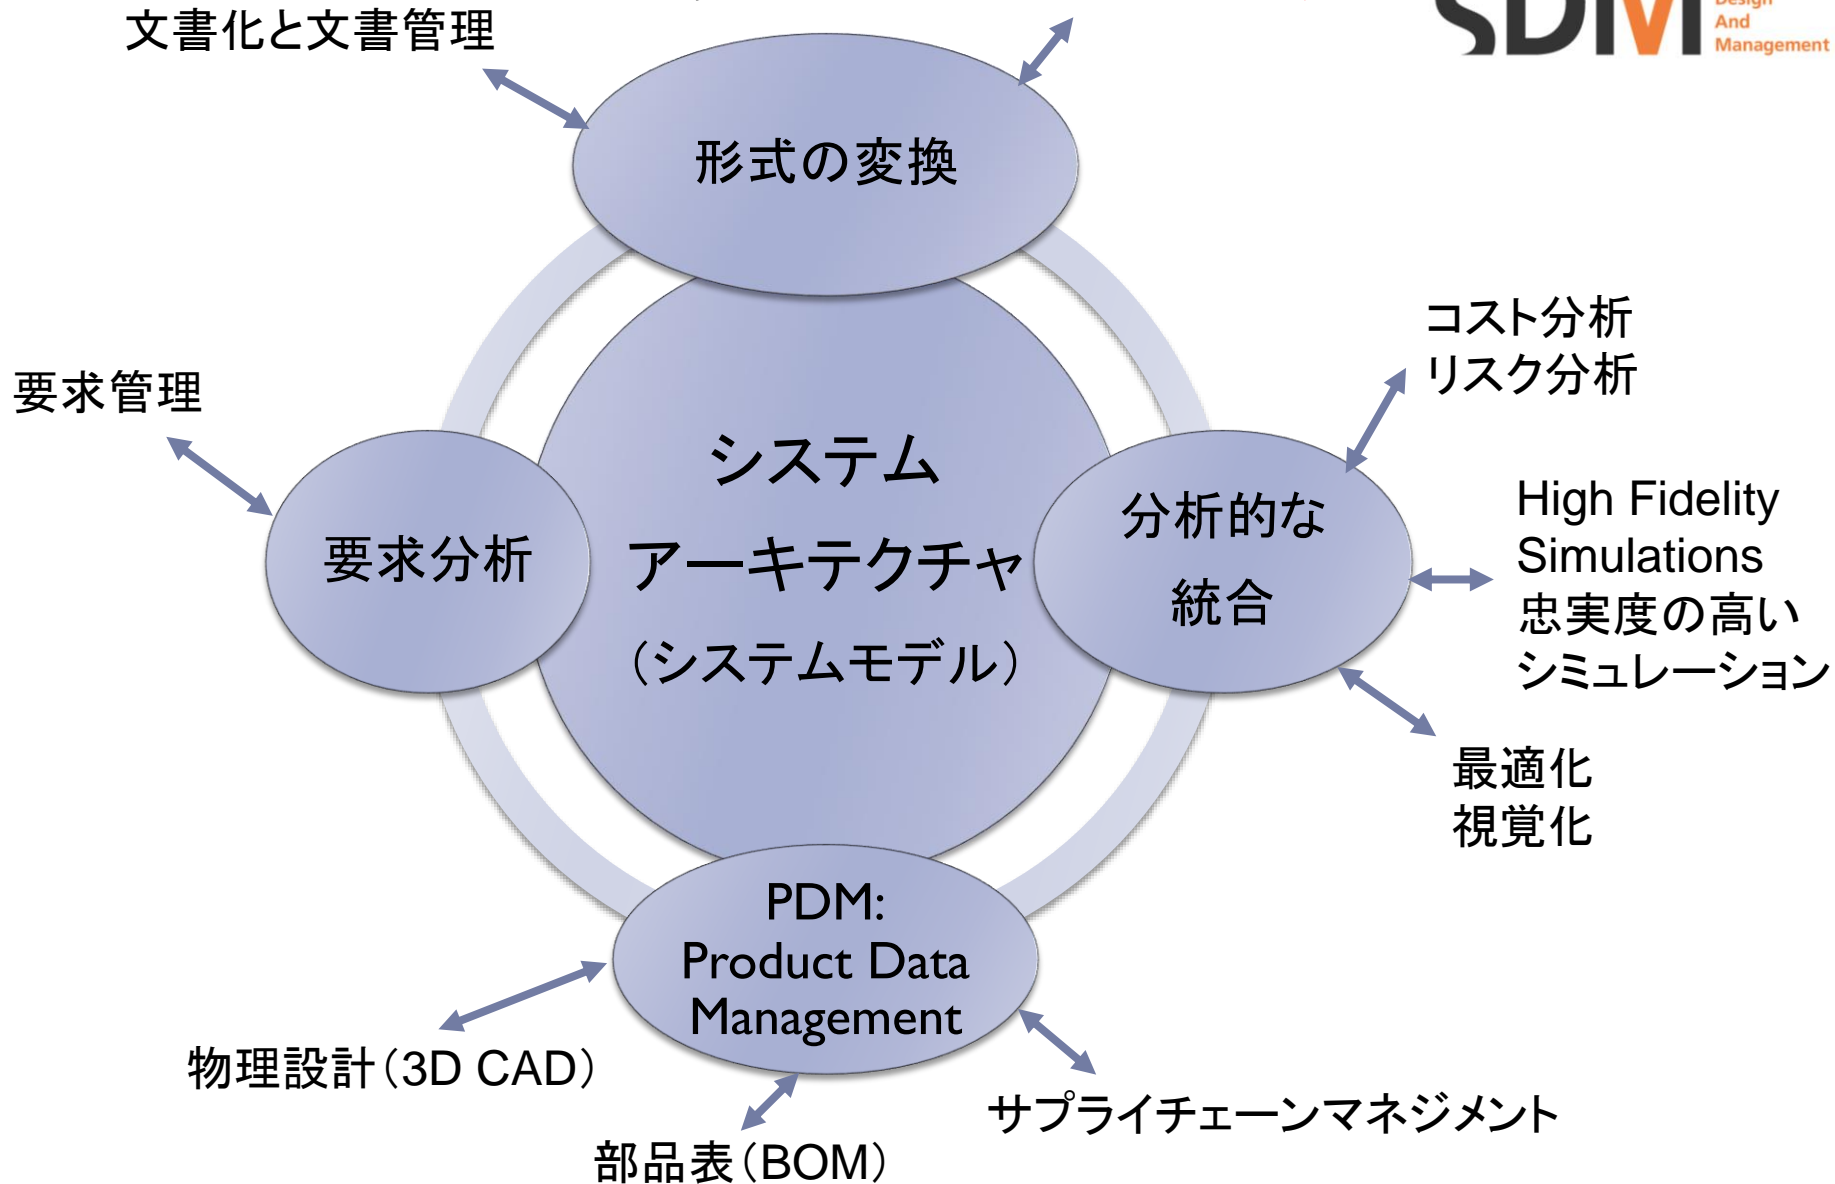 文書化と文書管理
SDM
Design
And
Management
形式の変換
コスト分析
リスク分析
要求管理
システム
アーキテクチャ
（システムモデル）
要求分析
分析的な
統合
High Fidelity
Simulations
忠実度の高い
シミュレーション
最適化
視覚化
PDM:
Product Data
Management
物理設計（3D CAD）
サプライチェーンマネジメント
部品表（BOM）